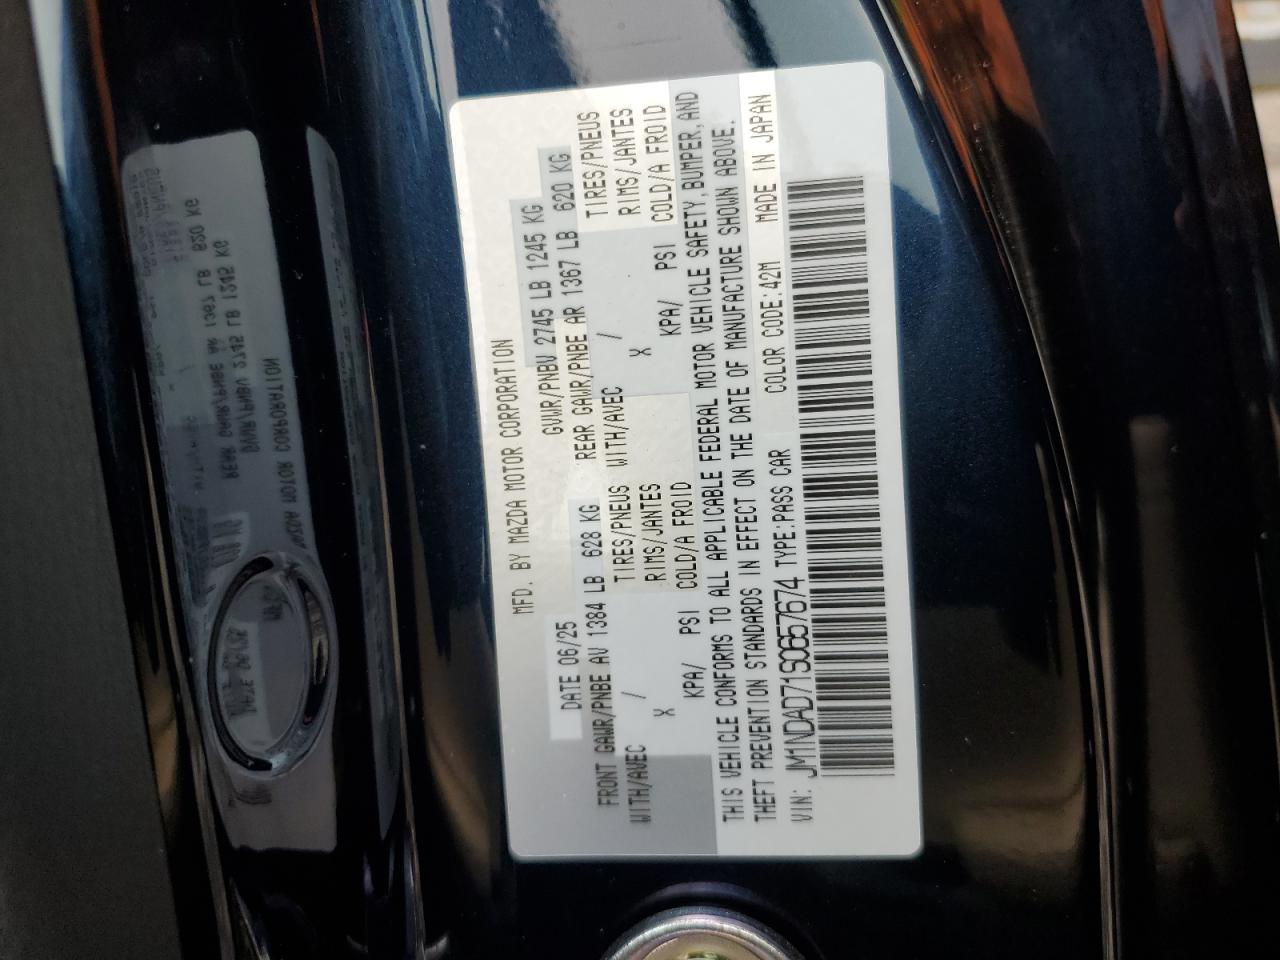 MFD. BY MAZDA MOTOR CORPORATION
DATE 06/25 GVWR/PNBV 2745 LB 1245 KG
FRONT GAWR/PNBE AV 1384 LB 628 KG REAR GAWR/PNBE AR 1367 LB 620 KG
WITH/AVEC / TIRES/PNEUS WITH/AVEC / TIRES/PNEUS
X RIMS/JANTES X RIMS/JANTES
KPA/ PSI COLD/A FROID KPA/ PSI COLD/A FROID
THIS VEHICLE CONFORMS TO ALL APPLICABLE FEDERAL MOTOR VEHICLE SAFETY, BUMPER, AND
THEFT PREVENTION STANDARDS IN EFFECT ON THE DATE OF MANUFACTURE SHOWN ABOVE.
VIN: JM1NDAD71S0657674 TYPE:PASS CAR COLOR CODE:42M MADE IN JAPAN